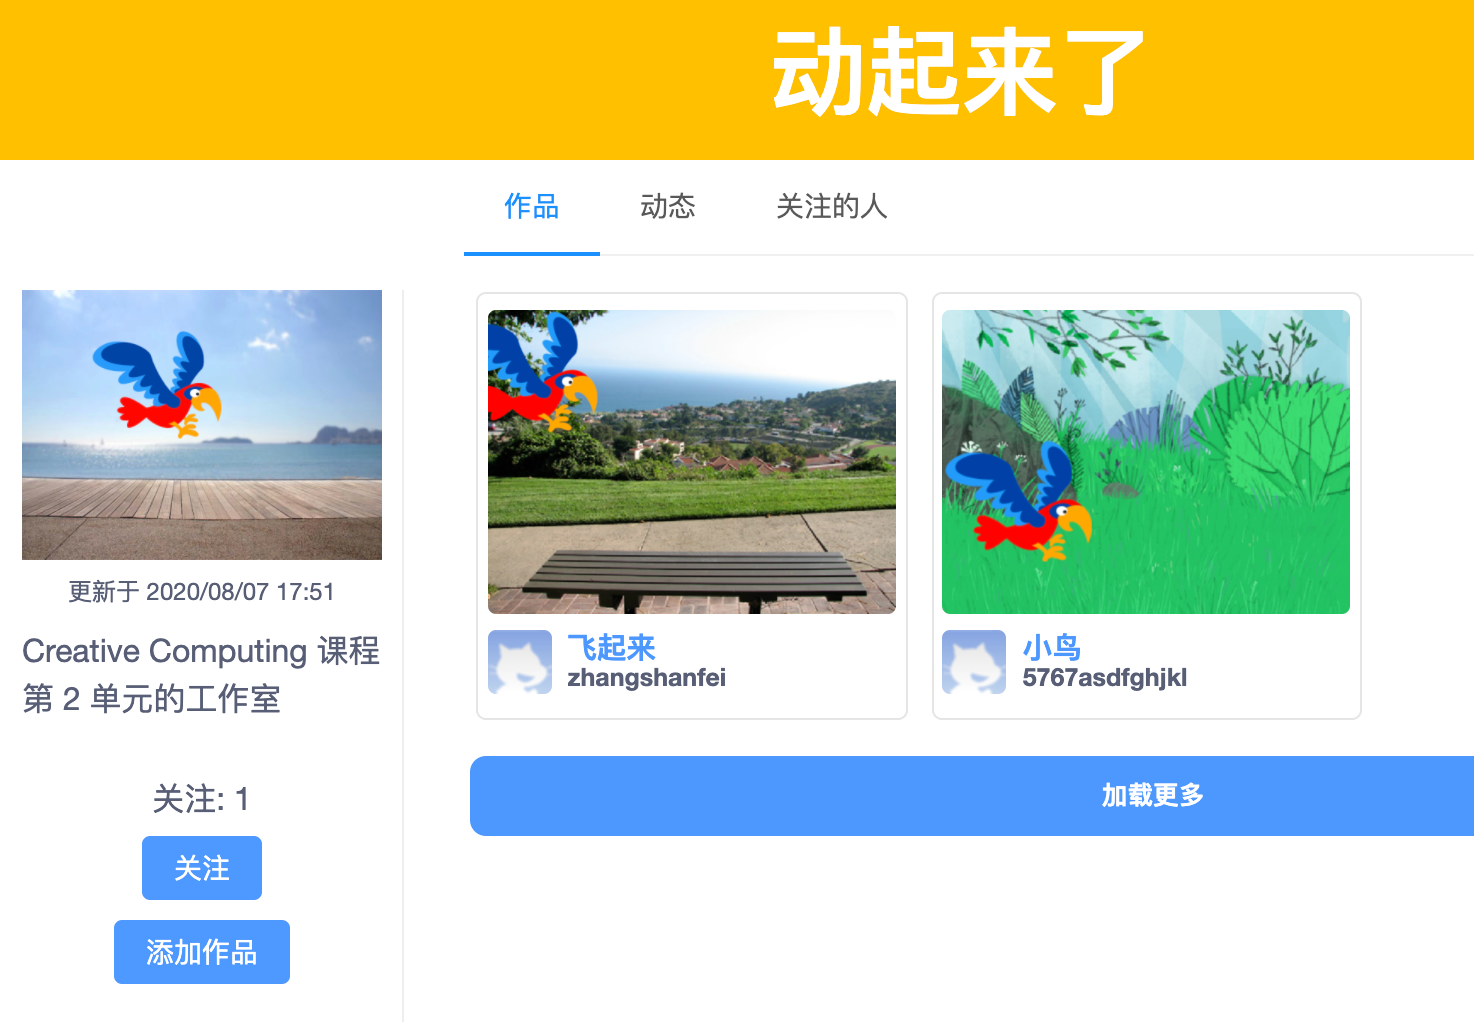 动起来了
作品
动态
关注的人
更新于 2020/08/07 17:51
Creative Computing 课程
第 2 单元的工作室
关注: 1
关注
添加作品
飞起来
zhangshanfei
小鸟
5767asdfghjkl
加载更多